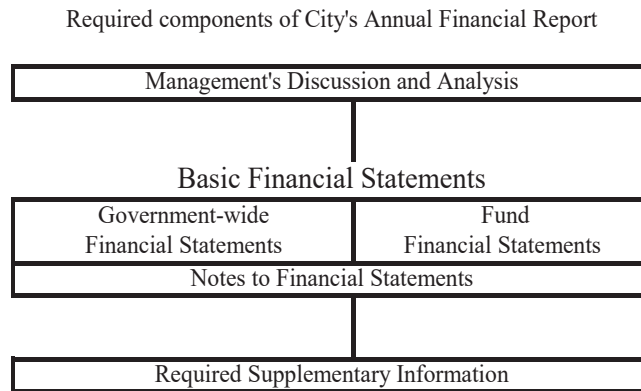 Required components of City's Annual Financial Report
Management's Discussion and Analysis
Basic Financial Statements
Government-wide
Financial Statements
Fund
Financial Statements
Notes to Financial Statements
Required Supplementary Information